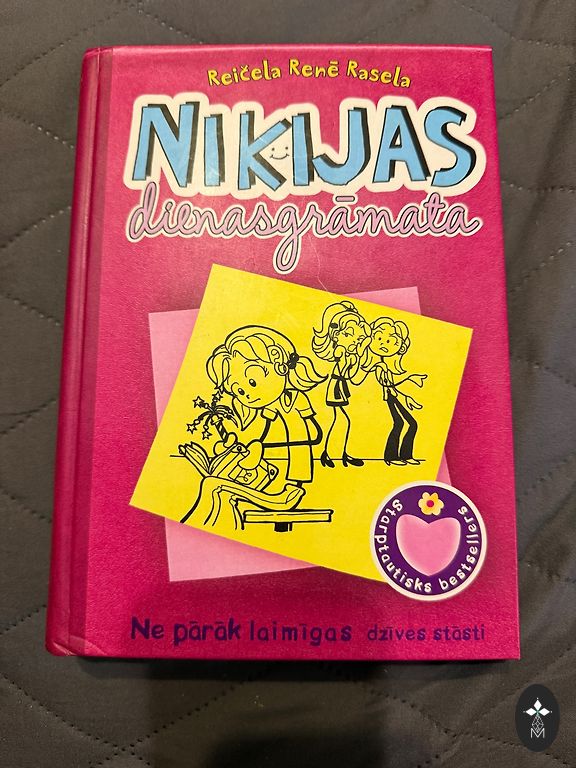 Reičela Renē Rasela
NIKIJAS
dienasgrāmata
Starptautisks bestsellers
Ne pārāk laimīgas dzīves stāsti
M